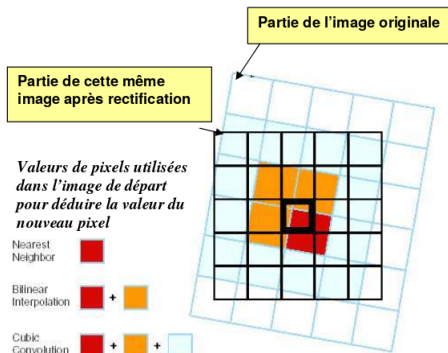 Partie de l'image originale
Partie de cette même
image après rectification
Valeurs de pixels utilisées
dans l'image de départ
pour déduire la valeur du
nouveau pixel
Nearest
Neighbor
Bilinear
Interpolation
+
Cubic
Convolution
+ +